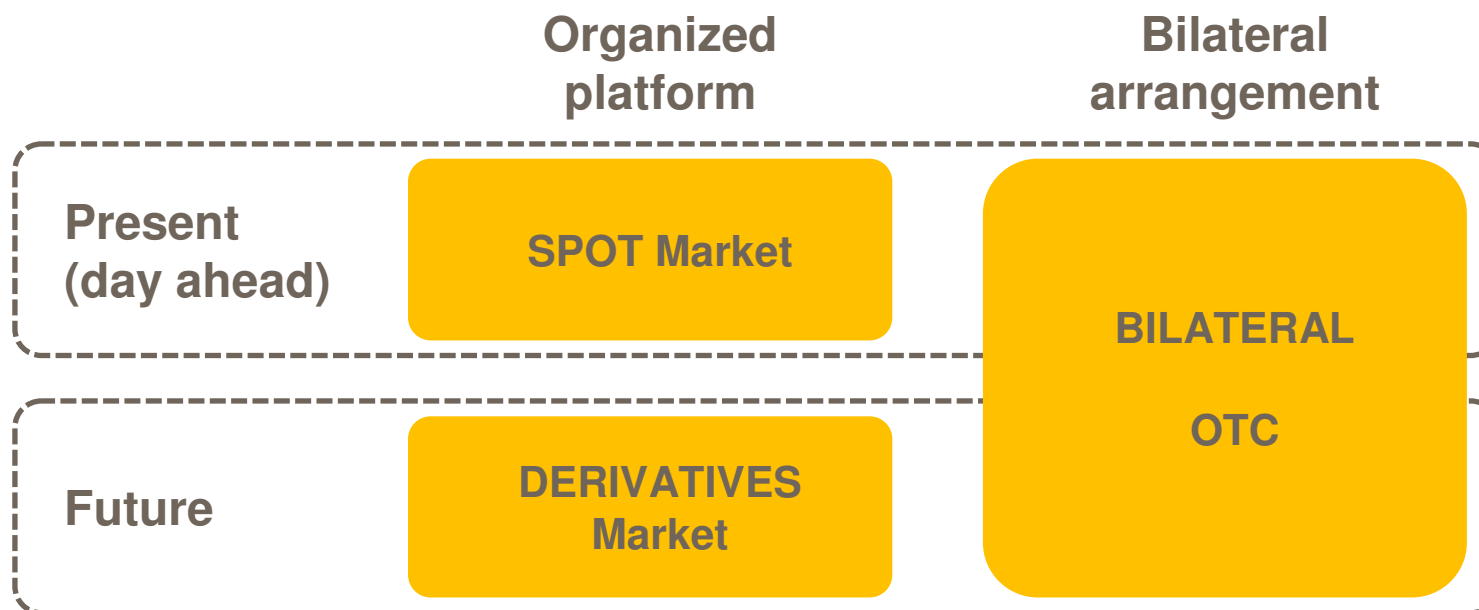 Organized
platform
Bilateral
arrangement
Present
(day ahead)
SPOT Market
BILATERAL
OTC
Future
DERIVATIVES
Market